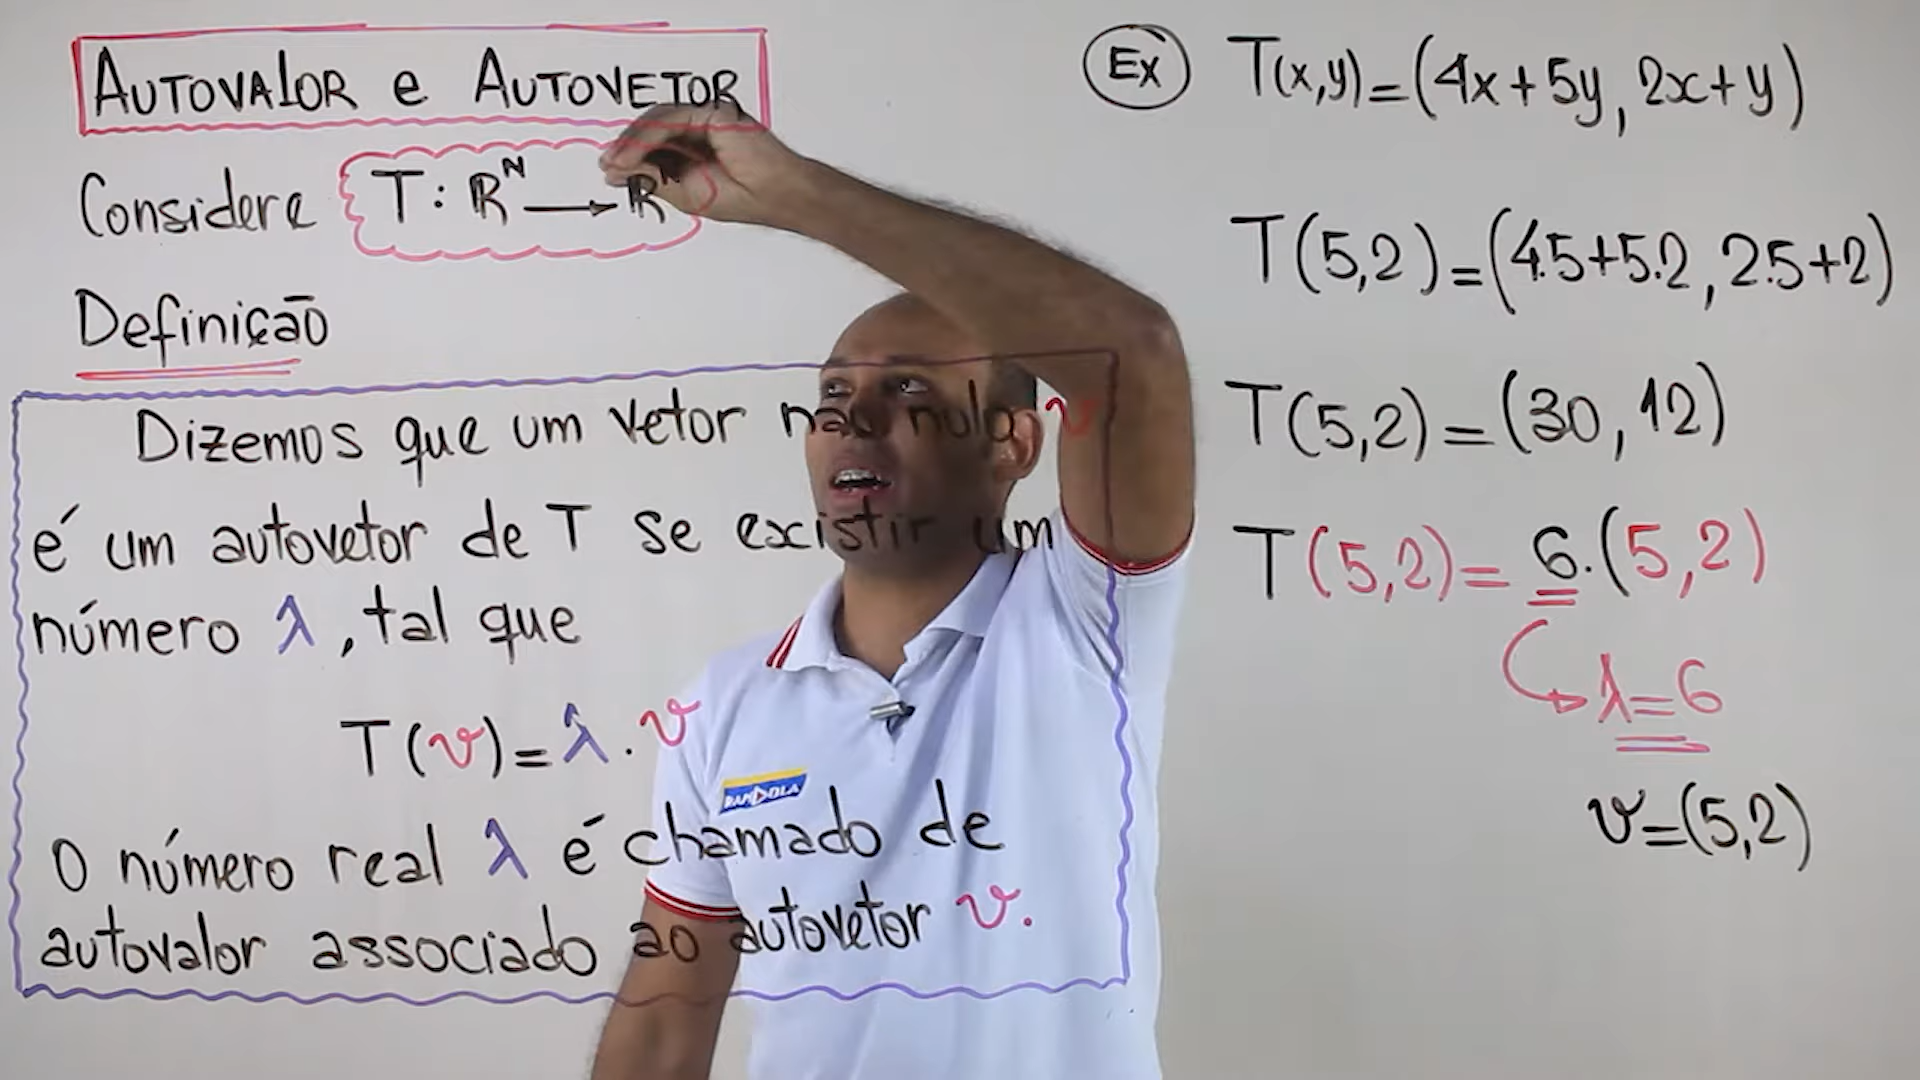 AUTOVALOR e AUTOVETOR
Considere T: ℝᴺ → ℝᴺ
Definição
Dizemos que um vetor não nulo v
é um autovetor de T se existir um
número λ, tal que
T(v)=λ.v
O número real λ é chamado de
autovalor associado ao autovetor v.
BANDOLA
Ex T(x,y)=(4x+5y, 2x+y)
T(5,2)=(4.5+5.2, 2.5+2)
T(5,2)=(30, 12)
T(5,2)=6.(5,2)
λ=6
v=(5,2)